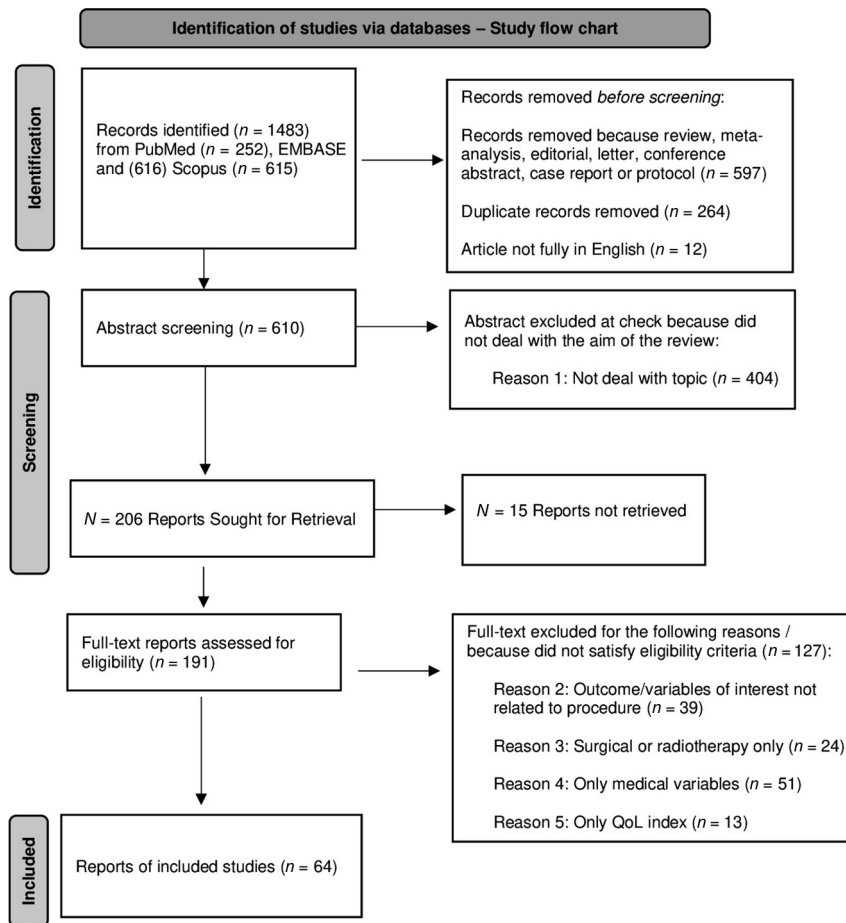 Identification of studies via databases – Study flow chart
Identification
Records identified (n = 1483)
from PubMed (n = 252), EMBASE
and (616) Scopus (n = 615)
Records removed before screening:
Records removed because review, meta-
analysis, editorial, letter, conference
abstract, case report or protocol (n = 597)
Duplicate records removed (n = 264)
Article not fully in English (n = 12)
Screening
Abstract screening (n = 610)
Abstract excluded at check because did
not deal with the aim of the review:
Reason 1: Not deal with topic (n = 404)
N = 206 Reports Sought for Retrieval
N = 15 Reports not retrieved
Full-text reports assessed for
eligibility (n = 191)
Full-text excluded for the following reasons /
because did not satisfy eligibility criteria (n = 127):
Reason 2: Outcome/variables of interest not
related to procedure (n = 39)
Reason 3: Surgical or radiotherapy only (n = 24)
Reason 4: Only medical variables (n = 51)
Reason 5: Only QoL index (n = 13)
Included
Reports of included studies (n = 64)